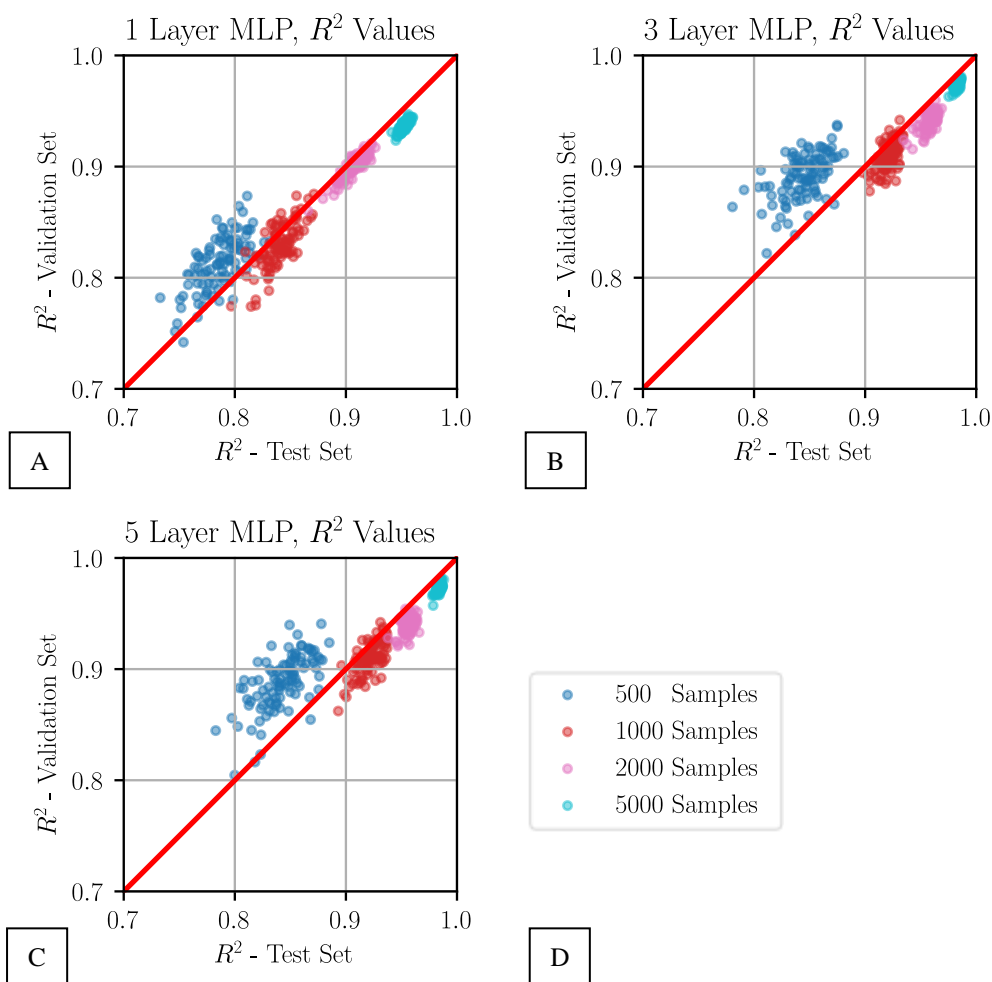 1 Layer MLP, R² Values
1.0
0.9
0.8
0.7
R² - Validation Set
0.7 0.8 0.9 1.0
R² - Test Set
A
3 Layer MLP, R² Values
1.0
0.9
0.8
0.7
R² - Validation Set
0.7 0.8 0.9 1.0
R² - Test Set
B
5 Layer MLP, R² Values
1.0
0.9
0.8
0.7
R² - Validation Set
0.7 0.8 0.9 1.0
R² - Test Set
C
500 Samples
1000 Samples
2000 Samples
5000 Samples
D